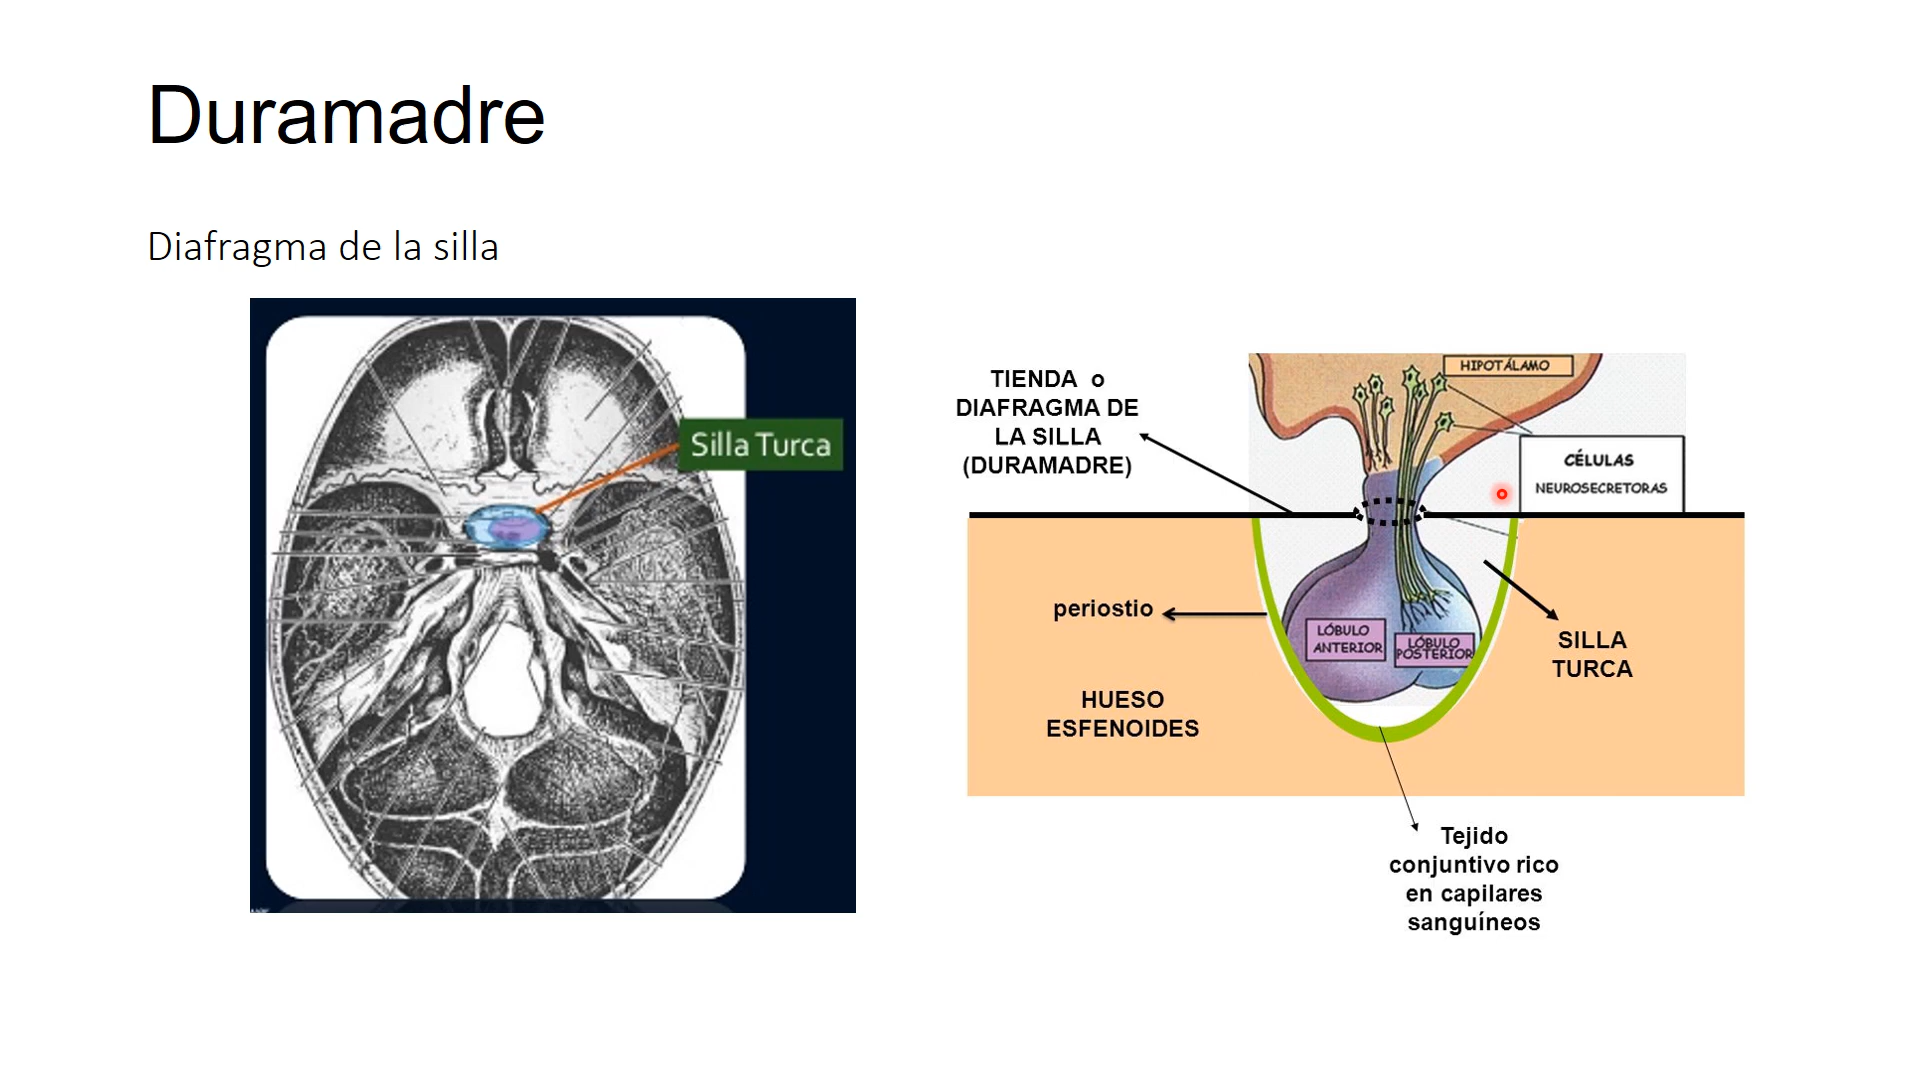 Duramadre
Diafragma de la silla
Silla Turca
TIENDA o
DIAFRAGMA DE
LA SILLA
(DURAMADRE)
HIPOTÁLAMO
CÉLULAS
NEUROSECRETORAS
periostio
LÓBULO
ANTERIOR
LÓBULO
POSTERIOR
SILLA
TURCA
HUESO
ESFENOIDES
Tejido
conjuntivo rico
en capilares
sanguíneos